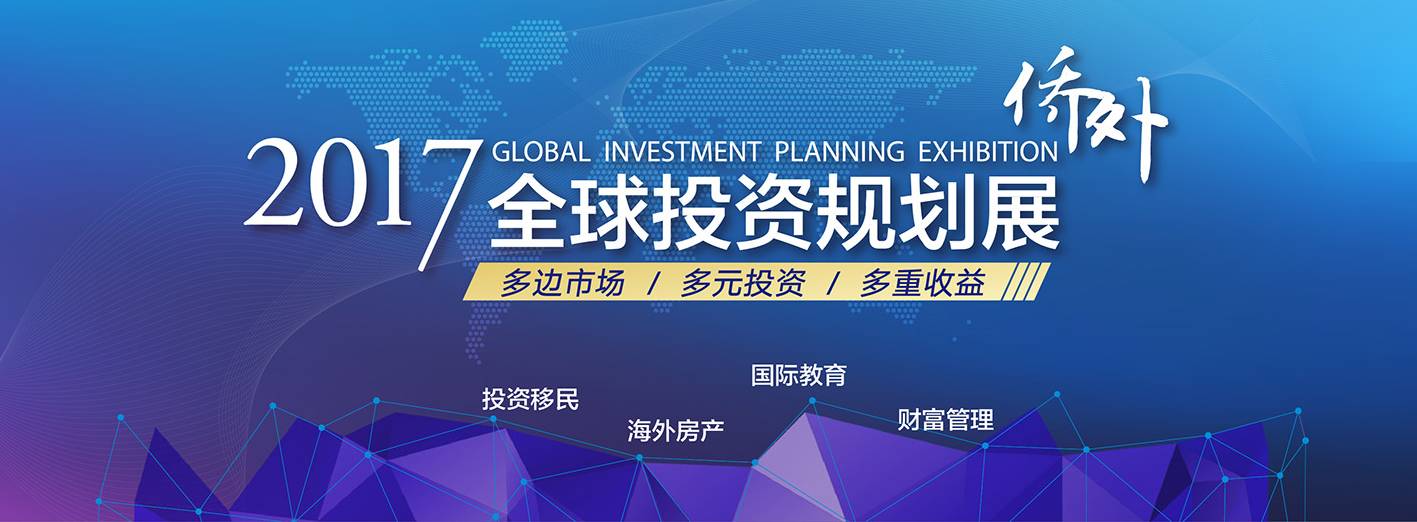 侨外
2017
GLOBAL INVESTMENT PLANNING EXHIBITION
全球投资规划展
多边市场 / 多元投资 / 多重收益
国际教育
投资移民
财富管理
海外房产